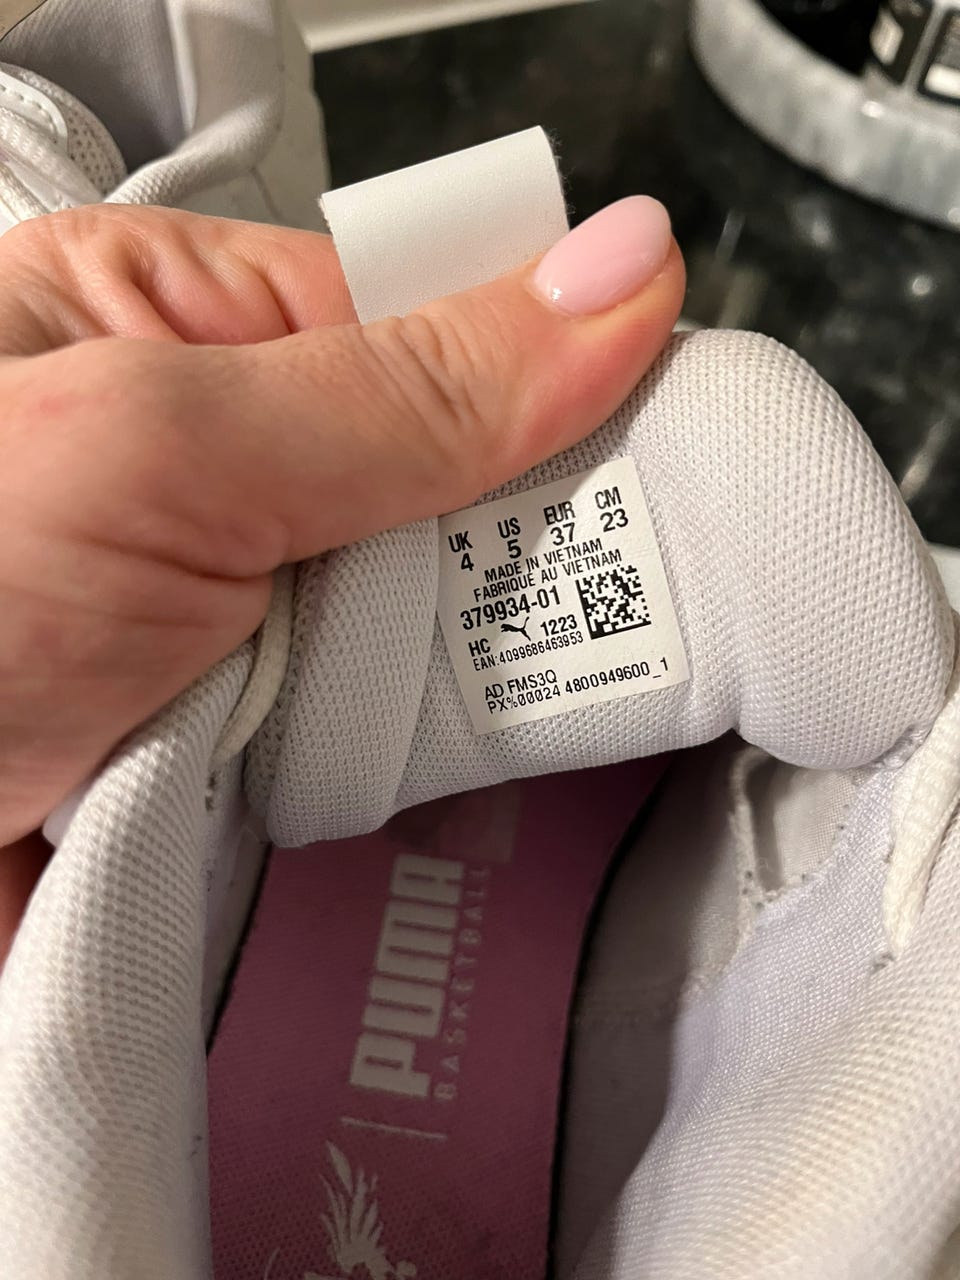 UK US EUR CM
4 5 37 23
MADE IN VIETNAM
FABRIQUÉ AU VIETNAM
379934-01
HC 1223
EAN:4099686463953
AD FMS3Q
PX%00024 4800949600_1
PUMA
BASKETBALL